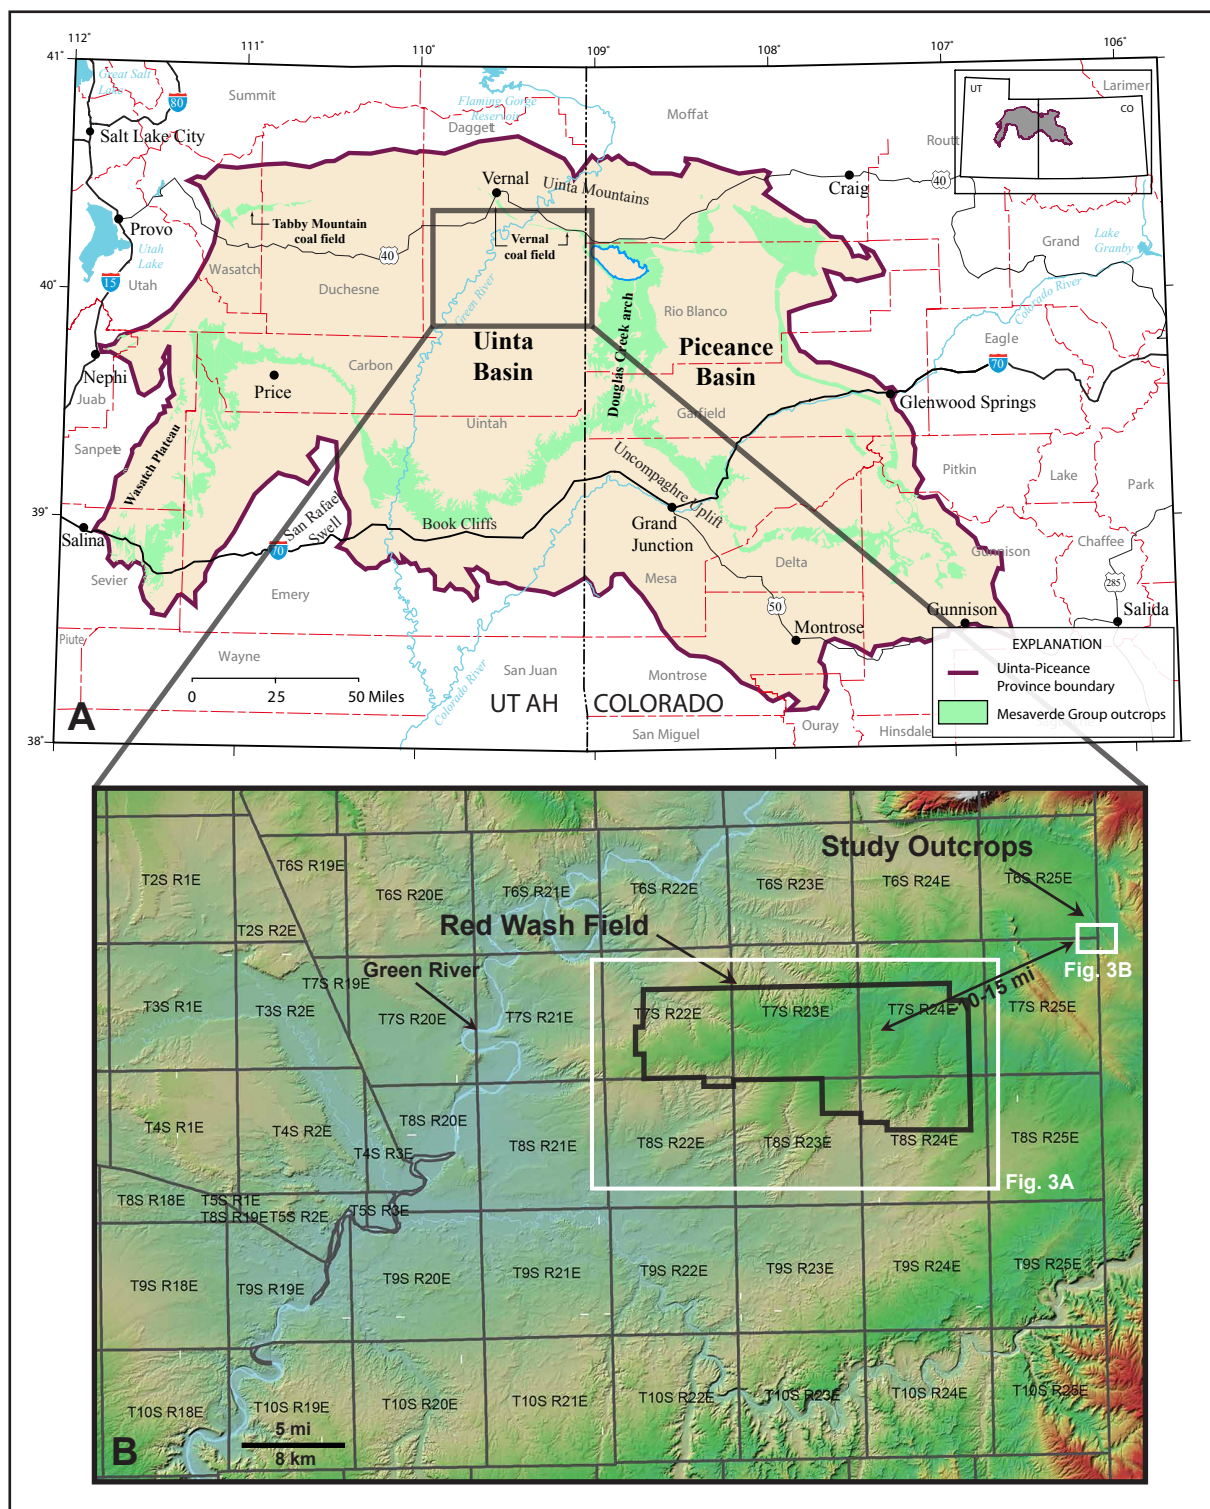 112°
111°
110°
109°
108°
107°
106°
41°
40°
39°
38°
Great Salt
Lake
80
Summit
Flaming Gorge
Reservoir
Daggett
Moffat
UT
CO
Larimer
Routt
Salt Lake City
Vernal
Uinta Mountains
Craig
40
Provo
Tabby Mountain
coal field
Vernal
coal field
Grand
Lake
Granby
Utah
Lake
Wasatch
40
15
Utah
Duchesne
Green River
Rio Blanco
Colorado River
Eagle
Uinta
Basin
Douglas Creek arch
Piceance
Basin
70
Nephi
Juab
Price
Carbon
Glenwood Springs
Garfield
Uintah
Sanpete
Wasatch Plateau
Uncompaghre Uplift
Pitkin
Lake
Park
Salina
San Rafael
Swell
70
Book Cliffs
Grand
Junction
Chaffee
Gunnison
Sevier
Emery
Mesa
Delta
285
50
Gunnison
Salida
Piute
Wayne
Montrose
San Juan
Montrose
Colorado River
0 25 50 Miles
A
UT AH
COLORADO
San Miguel
Ouray
Hinsdale
EXPLANATION
Uinta-Piceance
Province boundary
Mesaverde Group outcrops
Study Outcrops
T6S R19E
T2S R1E
T6S R20E
T6S R21E
T6S R22E
T6S R23E
T6S R24E
T6S R25E
Red Wash Field
T2S R2E
Green River
Fig. 3B
10-15 mi
T7S R19E
T3S R1E
T3S R2E
T7S R20E
T7S R21E
T7S R22E
T7S R23E
T7S R24E
T7S R25E
T4S R1E
T4S R2E
T8S R20E
T4S R3E
T8S R21E
T8S R22E
T8S R23E
T8S R24E
T8S R25E
Fig. 3A
T8S R18E
T5S R1E
T8S R19E
T5S R2E
T5S R3E
T9S R18E
T9S R19E
T9S R20E
T9S R21E
T9S R22E
T9S R23E
T9S R24E
T9S R25E
T10S R18E
T10S R19E
T10S R20E
T10S R21E
T10S R22E
T10S R23E
T10S R24E
T10S R25E
B
5 mi
8 km